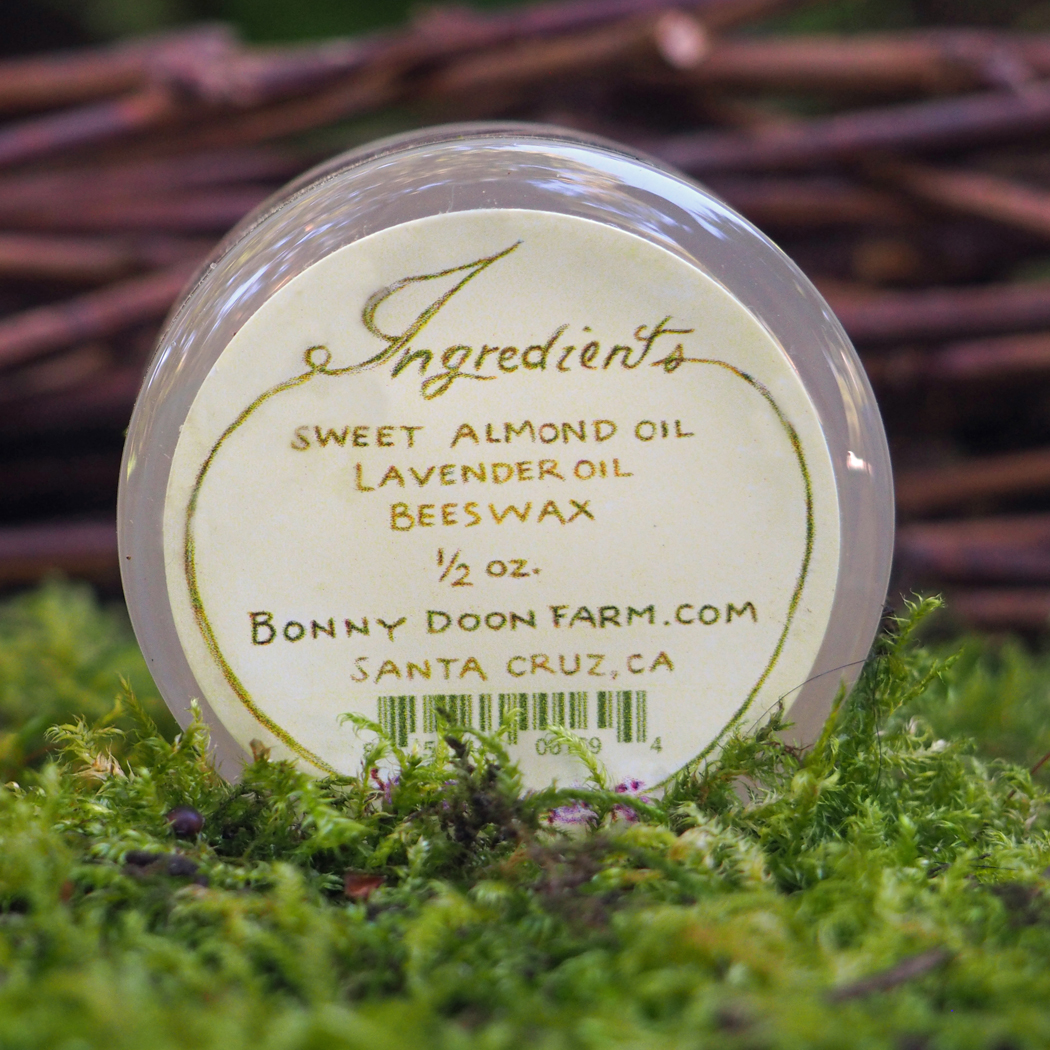 Ingredients
SWEET ALMOND OIL
LAVENDER OIL
BEESWAX
1/2 oz.
BONNY DOON FARM.COM
SANTA CRUZ, CA